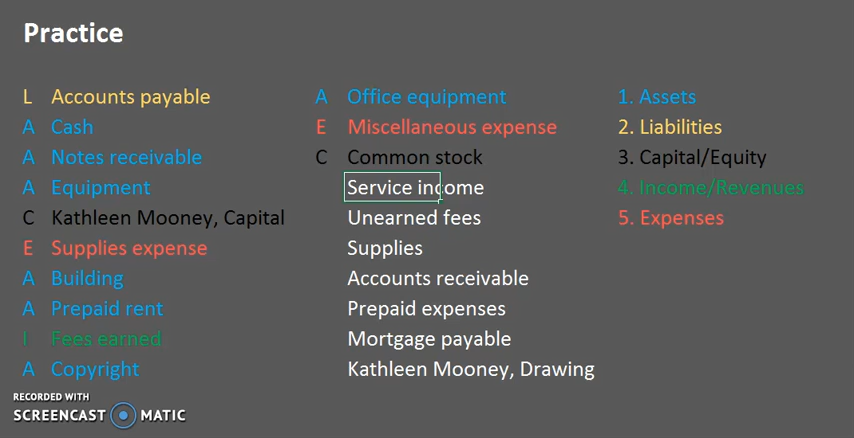 Practice
L Accounts payable
A Cash
A Notes receivable
A Equipment
C Kathleen Mooney, Capital
E Supplies expense
A Building
A Prepaid rent
I Fees earned
A Copyright
A Office equipment
E Miscellaneous expense
C Common stock
Service income
Unearned fees
Supplies
Accounts receivable
Prepaid expenses
Mortgage payable
Kathleen Mooney, Drawing
1. Assets
2. Liabilities
3. Capital/Equity
4. Income/Revenues
5. Expenses
RECORDED WITH
SCREENCAST MATIC